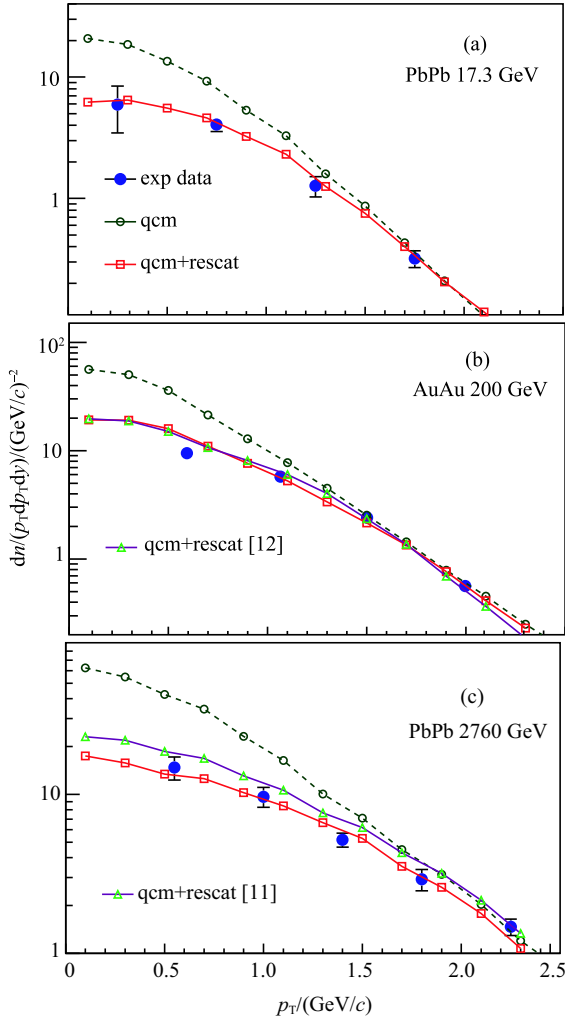 (a)
PbPb 17.3 GeV
10
exp data
1
qcm
qcm+rescat
10²
(b)
AuAu 200 GeV
10
dn/(p_Tdp_Tdy)/(GeV/c)⁻²
qcm+rescat [12]
1
(c)
PbPb 2760 GeV
10
qcm+rescat [11]
1
0 0.5 1.0 1.5 2.0 2.5
p_T/(GeV/c)